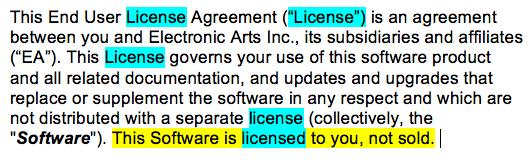 This End User License Agreement (“License”) is an agreement
between you and Electronic Arts Inc., its subsidiaries and affiliates
(“EA”). This License governs your use of this software product
and all related documentation, and updates and upgrades that
replace or supplement the software in any respect and which are
not distributed with a separate license (collectively, the
"Software"). This Software is licensed to you, not sold.